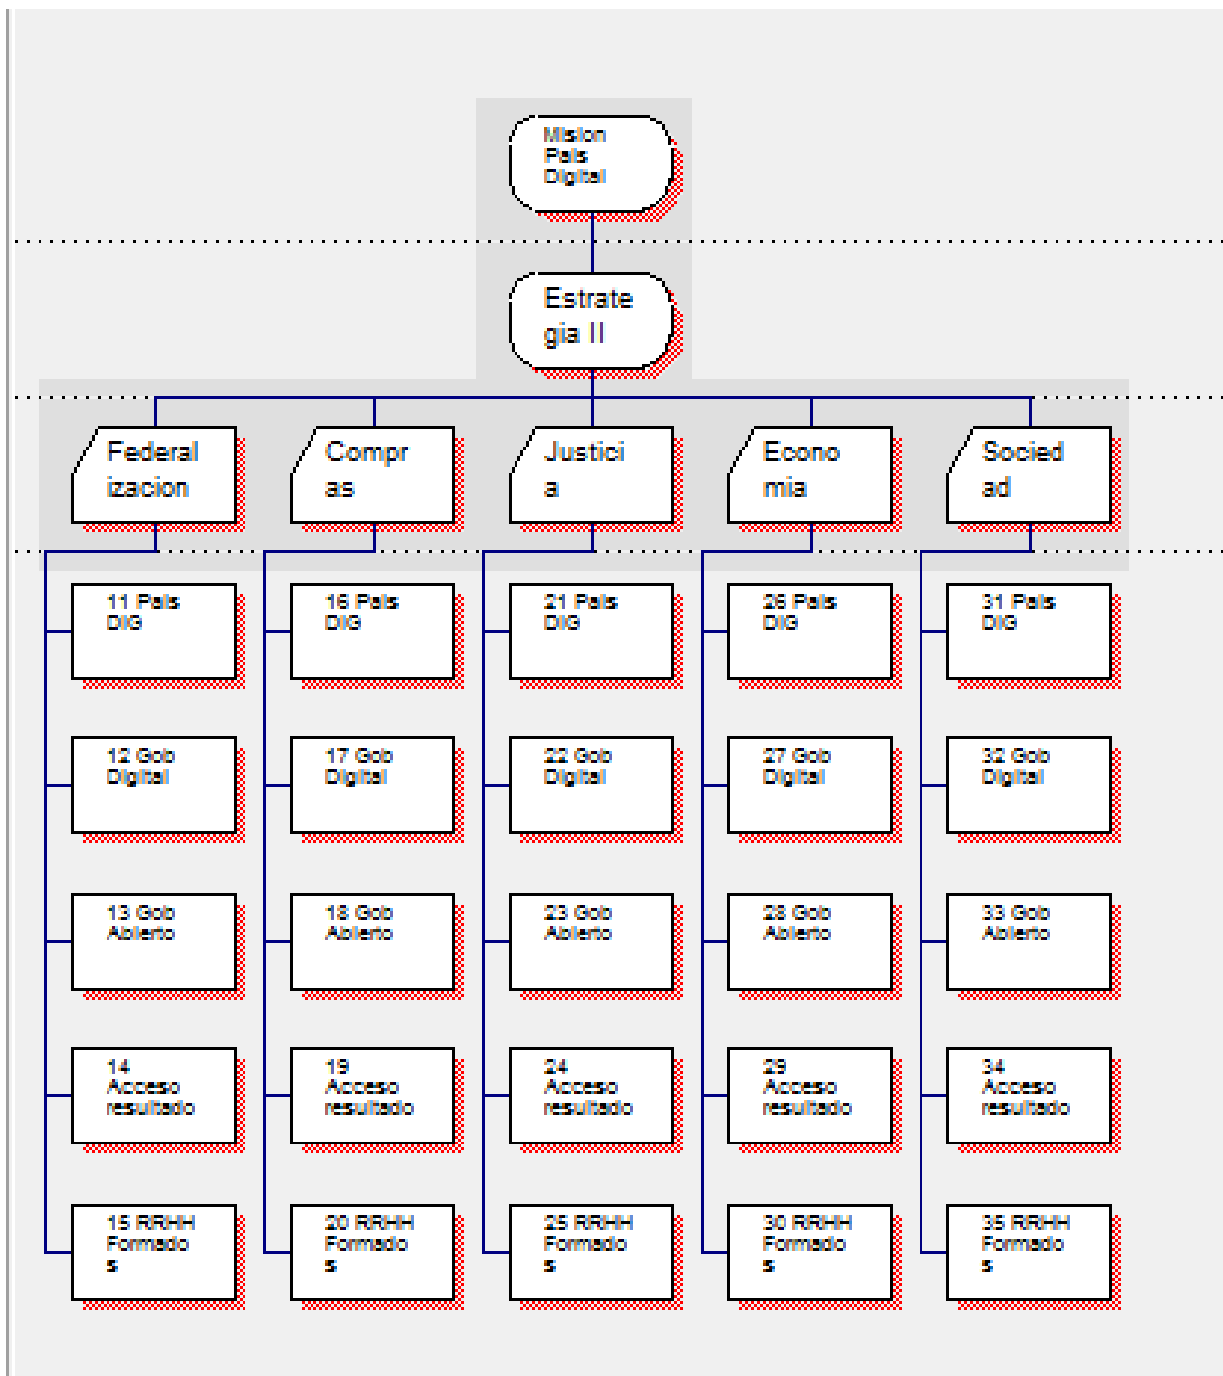 Mision
Pais
Digital
Estrate
gia II
Federal
izacion
Compr
as
Justici
a
Econo
mia
Socied
ad
11 Pais
DIG
16 Pais
DIG
21 Pais
DIG
26 Pais
DIG
31 Pais
DIG
12 Gob
Digital
17 Gob
Digital
22 Gob
Digital
27 Gob
Digital
32 Gob
Digital
13 Gob
Abierto
18 Gob
Abierto
23 Gob
Abierto
28 Gob
Abierto
33 Gob
Abierto
14
Acceso
resultado
19
Acceso
resultado
24
Acceso
resultado
29
Acceso
resultado
34
Acceso
resultado
15 RRHH
Formado
s
20 RRHH
Formado
s
25 RRHH
Formado
s
30 RRHH
Formado
s
35 RRHH
Formado
s